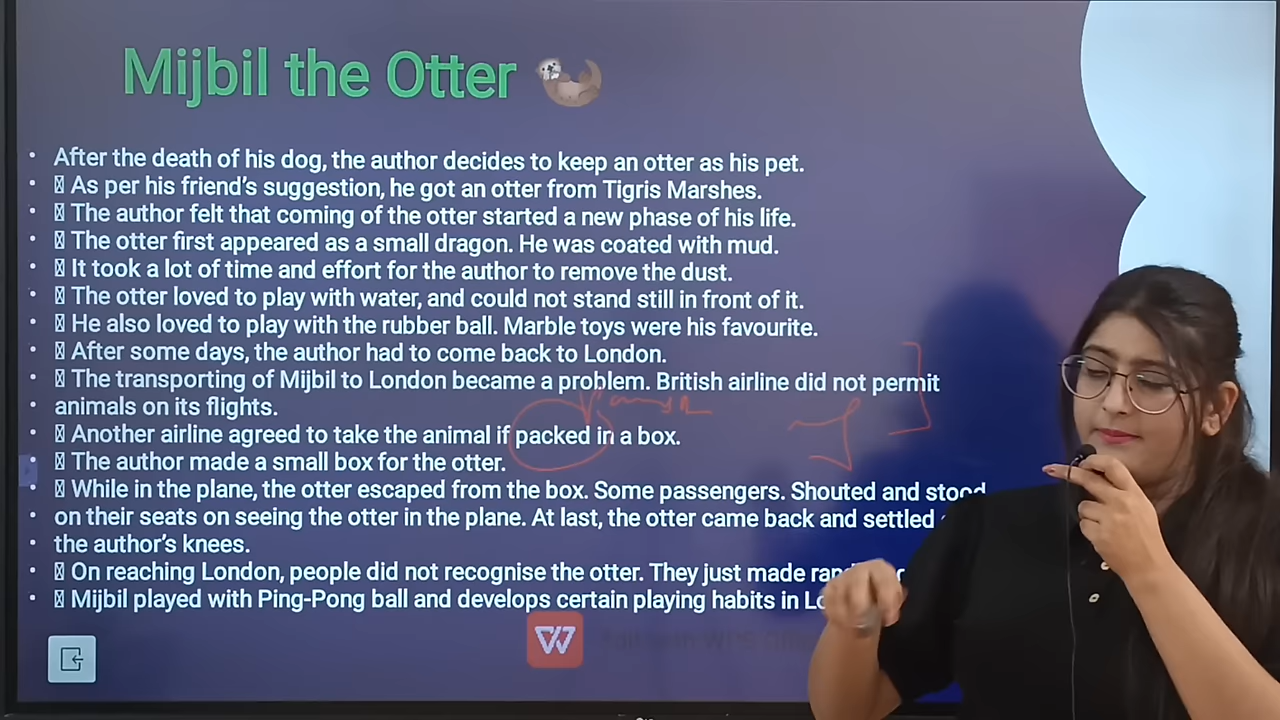 Mijbil the Otter
• After the death of his dog, the author decides to keep an otter as his pet.
• As per his friend's suggestion, he got an otter from Tigris Marshes.
• The author felt that coming of the otter started a new phase of his life.
• The otter first appeared as a small dragon. He was coated with mud.
• It took a lot of time and effort for the author to remove the dust.
• The otter loved to play with water, and could not stand still in front of it.
• He also loved to play with the rubber ball. Marble toys were his favourite.
• After some days, the author had to come back to London.
• The transporting of Mijbil to London became a problem. British airline did not permit
• animals on its flights.
• Another airline agreed to take the animal if packed in a box.
• The author made a small box for the otter.
• While in the plane, the otter escaped from the box. Some passengers. Shouted and stood
• on their seats on seeing the otter in the plane. At last, the otter came back and settled
• the author's knees.
• On reaching London, people did not recognise the otter. They just made
• Mijbil played with Ping-Pong ball and develops certain playing habits in